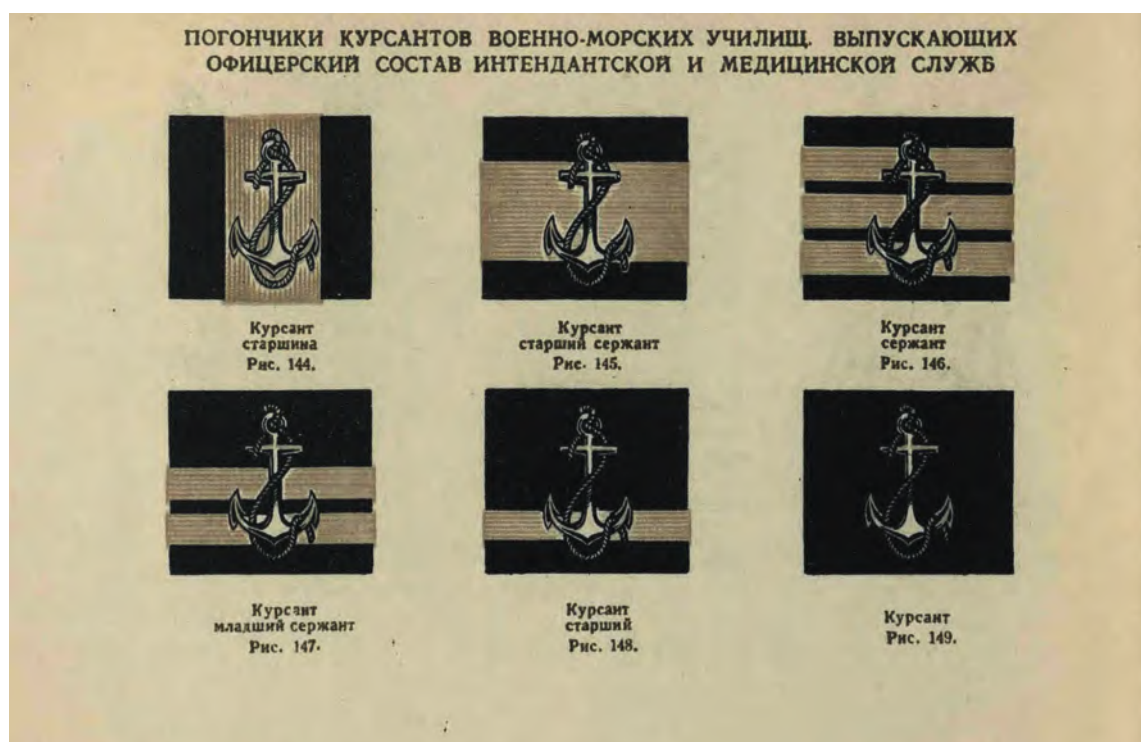 ПОГОНЧИКИ КУРСАНТОВ ВОЕННО-МОРСКИХ УЧИЛИЩ. ВЫПУСКАЮЩИХ
ОФИЦЕРСКИЙ СОСТАВ ИНТЕНДАНТСКОЙ И МЕДИЦИНСКОЙ СЛУЖБ
Курсант
старшина
Рис. 144.
Курсант
старший сержант
Рис. 145.
Курсант
сержант
Рис. 146.
Курсант
младший сержант
Рис. 147.
Курсант
старший
Рис. 148.
Курсант
Рис. 149.